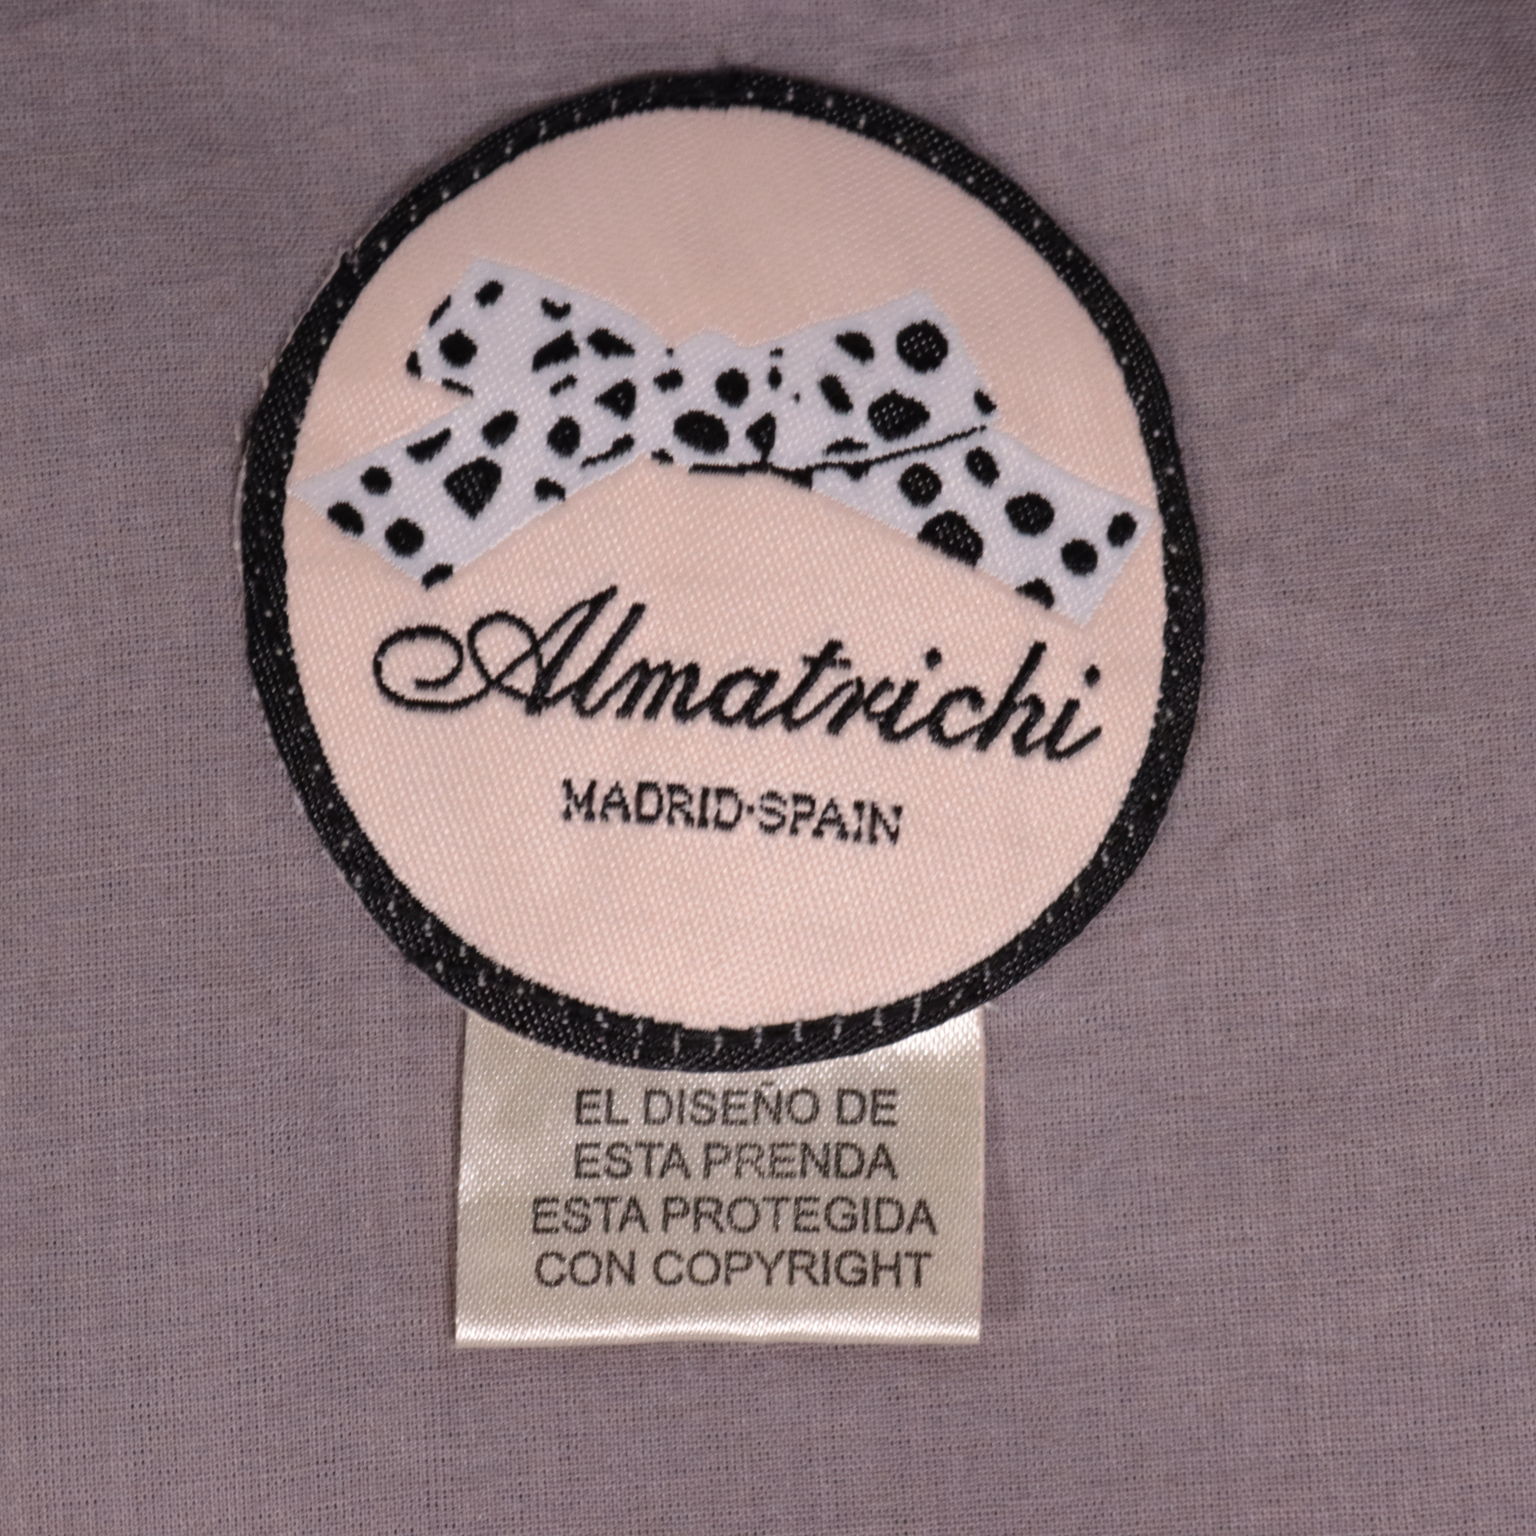 Almatrichi
MADRID·SPAIN
EL DISEÑO DE
ESTA PRENDA
ESTA PROTEGIDA
CON COPYRIGHT